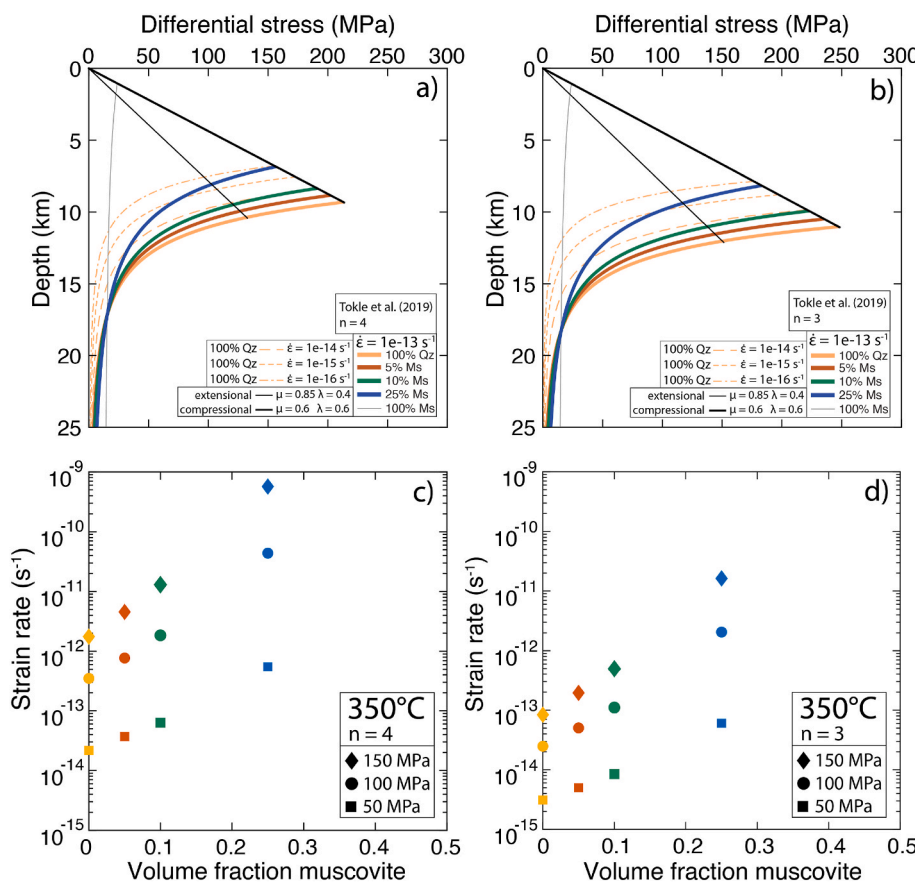 Differential stress (MPa)
0 50 100 150 200 250 300
a)
0
5
10
15
20
25
Depth (km)
Tokle et al. (2019)
n = 4
ε̇ = 1e-13 s⁻¹
100% Qz
5% Ms
10% Ms
25% Ms
100% Ms
100% Qz ε̇ = 1e-14 s⁻¹
100% Qz ε̇ = 1e-15 s⁻¹
100% Qz ε̇ = 1e-16 s⁻¹
extensional μ = 0.85 λ = 0.4
compressional μ = 0.6 λ = 0.6
Differential stress (MPa)
0 50 100 150 200 250 300
b)
0
5
10
15
20
25
Depth (km)
Tokle et al. (2019)
n = 3
ε̇ = 1e-13 s⁻¹
100% Qz
5% Ms
10% Ms
25% Ms
100% Ms
100% Qz ε̇ = 1e-14 s⁻¹
100% Qz ε̇ = 1e-15 s⁻¹
100% Qz ε̇ = 1e-16 s⁻¹
extensional μ = 0.85 λ = 0.4
compressional μ = 0.6 λ = 0.6
c)
10⁻⁹
10⁻¹⁰
10⁻¹¹
10⁻¹²
10⁻¹³
10⁻¹⁴
10⁻¹⁵
Strain rate (s⁻¹)
350°C
n = 4
150 MPa
100 MPa
50 MPa
0 0.1 0.2 0.3 0.4 0.5
Volume fraction muscovite
d)
10⁻⁹
10⁻¹⁰
10⁻¹¹
10⁻¹²
10⁻¹³
10⁻¹⁴
10⁻¹⁵
Strain rate (s⁻¹)
350°C
n = 3
150 MPa
100 MPa
50 MPa
0 0.1 0.2 0.3 0.4 0.5
Volume fraction muscovite